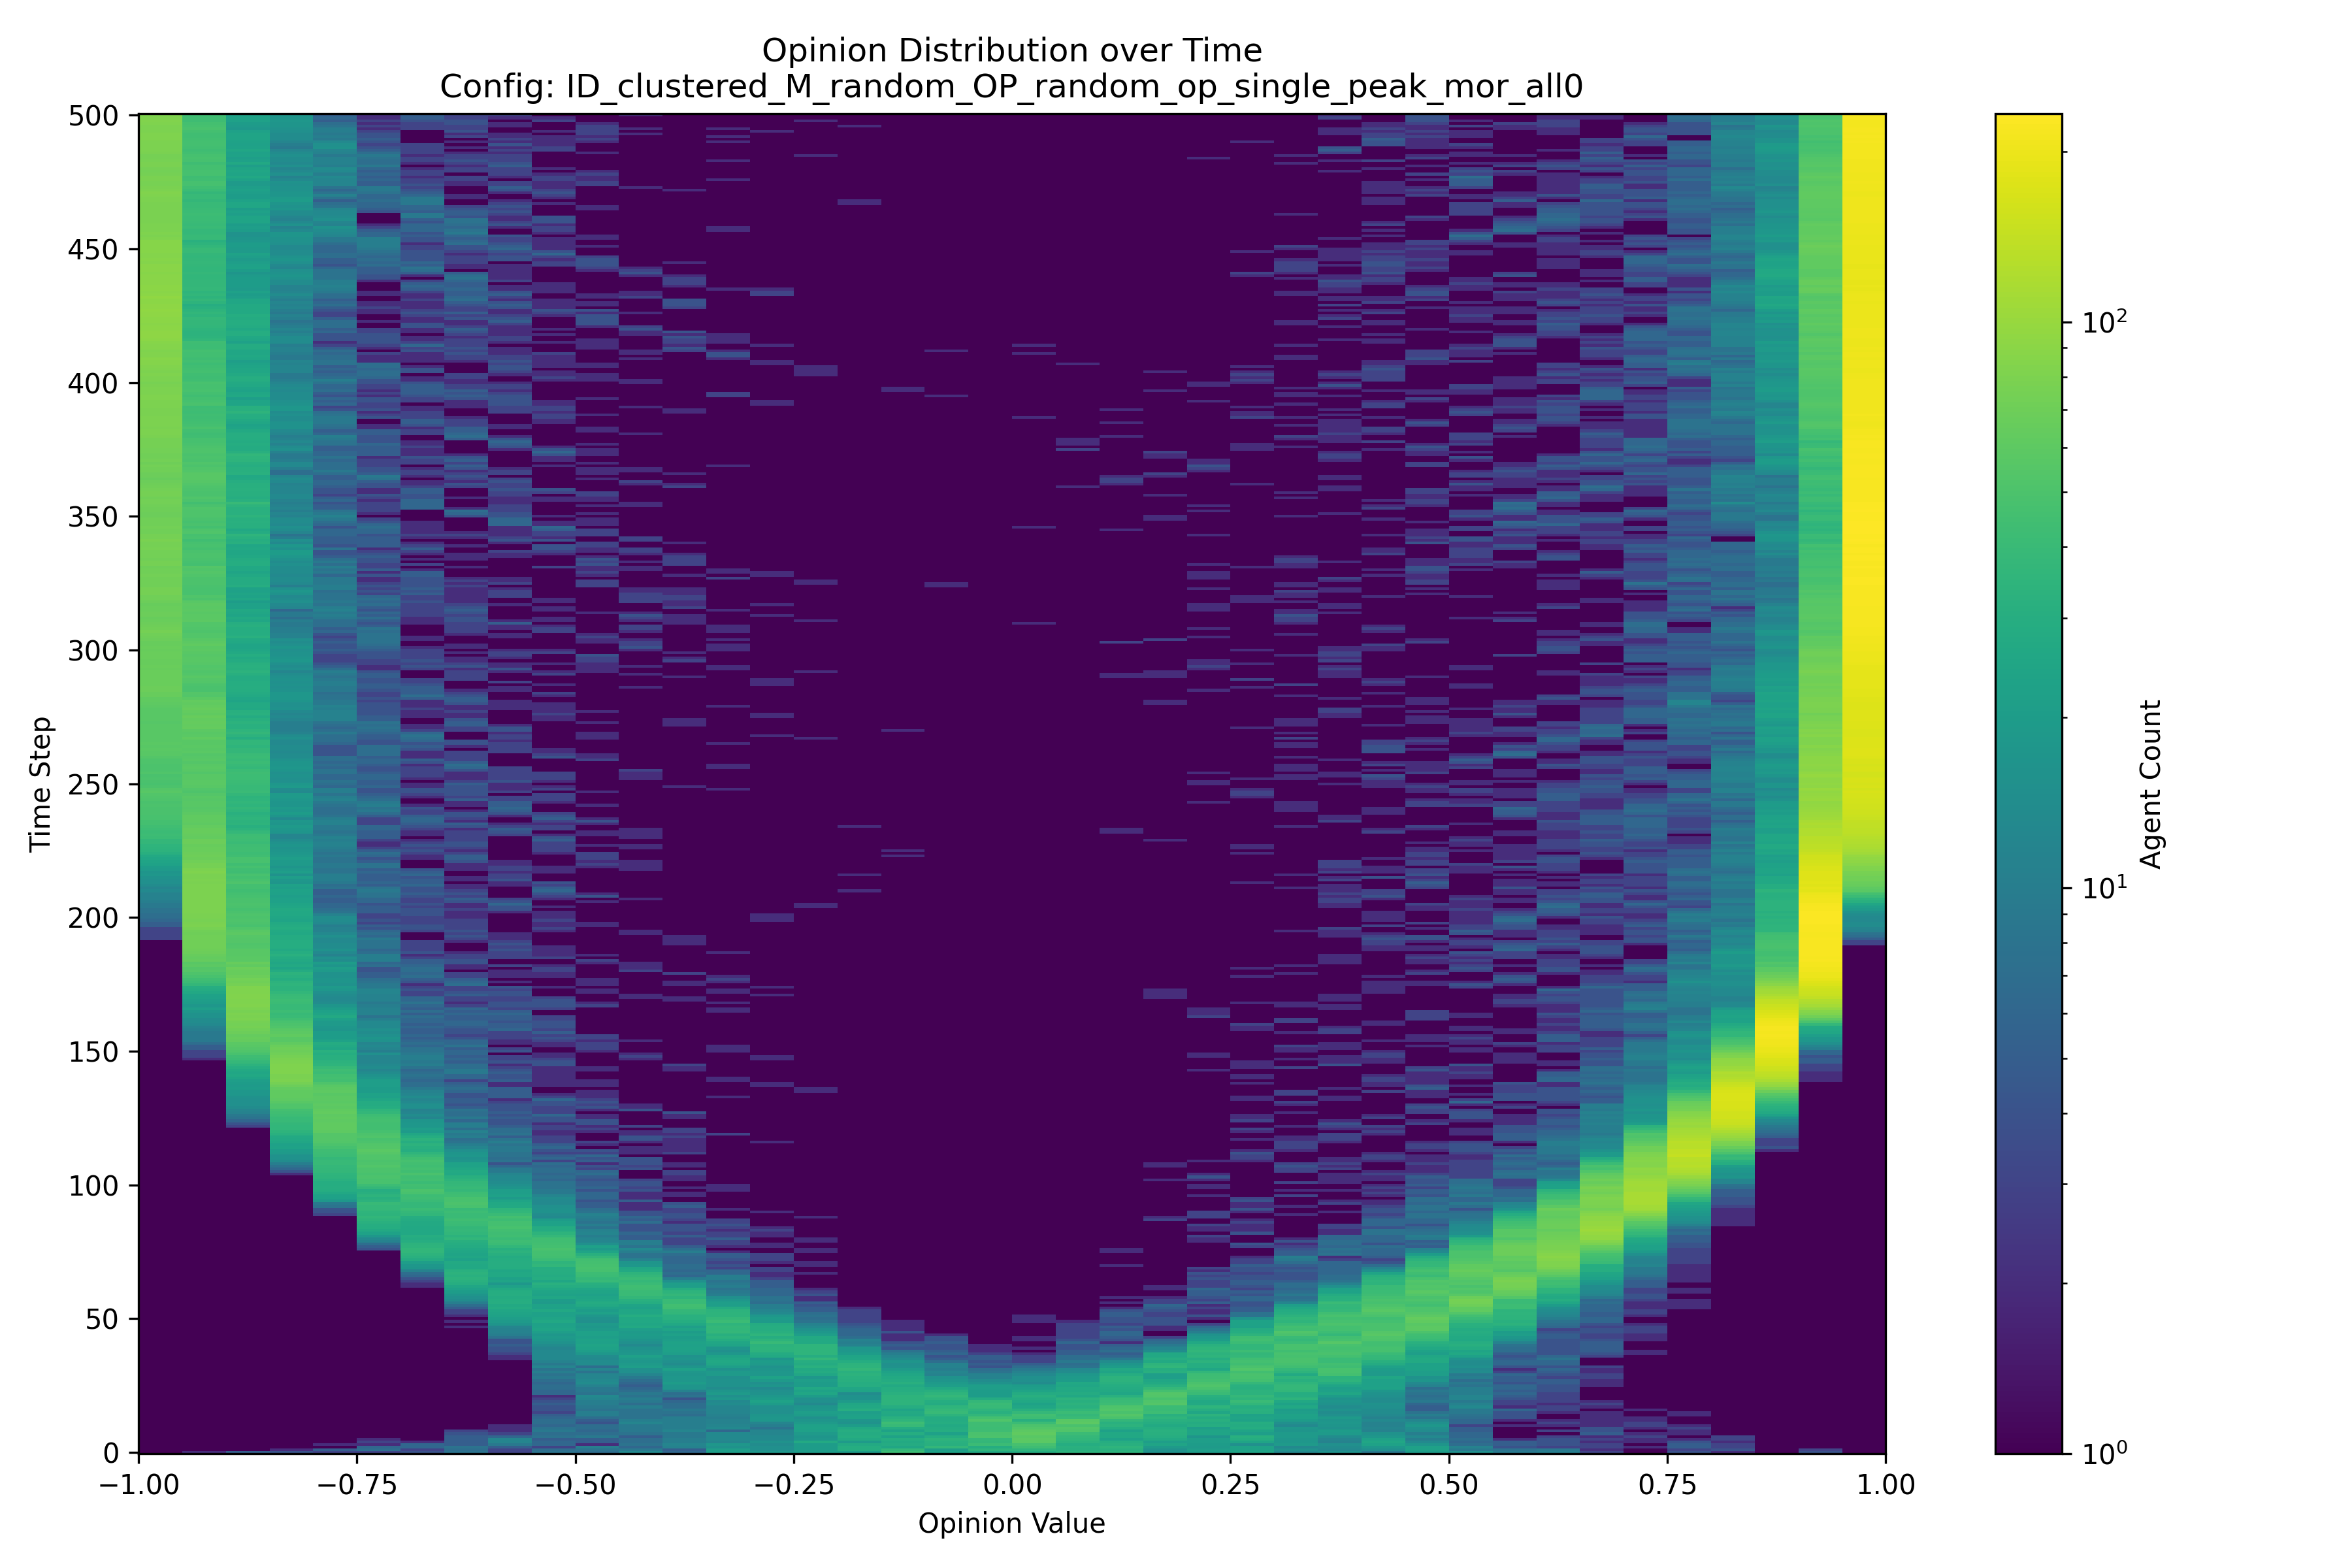 Opinion Distribution over Time
Config: ID_clustered_M_random_OP_random_op_single_peak_mor_all0
500
450
400
350
300
250
200
150
100
50
0
Time Step
−1.00 −0.75 −0.50 −0.25 0.00 0.25 0.50 0.75 1.00
Opinion Value
10²
10¹
10⁰
Agent Count